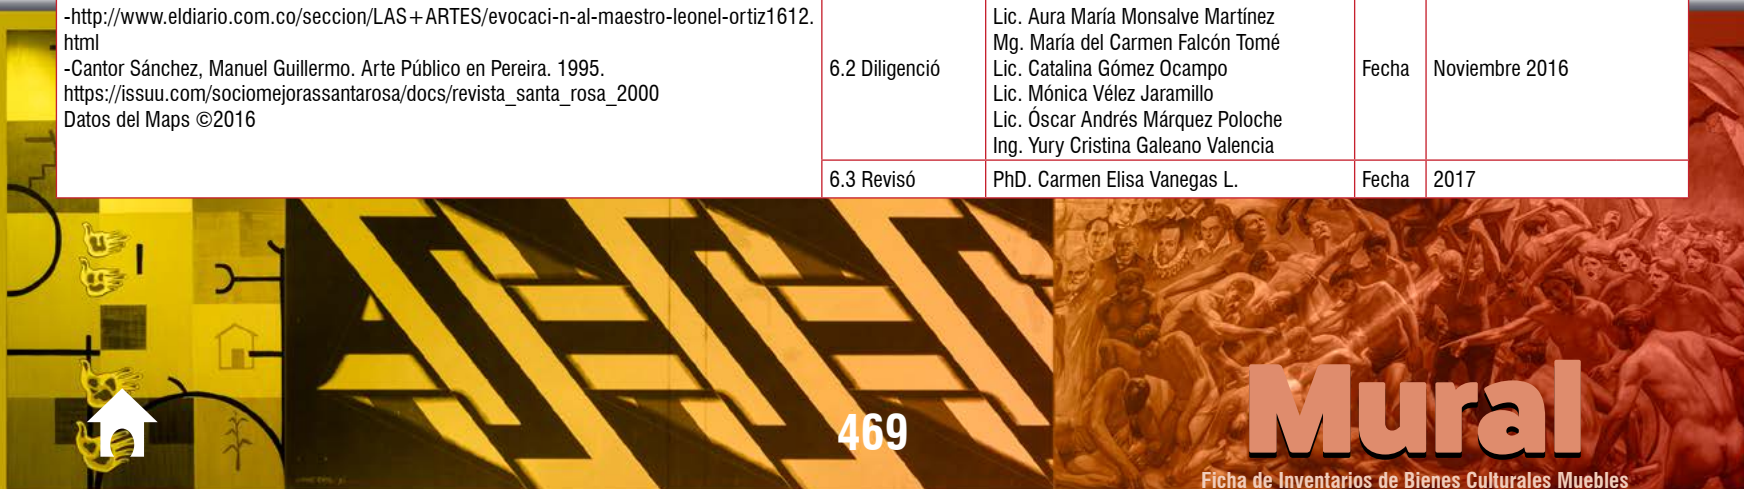 -http://www.eldiario.com.co/seccion/LAS+ARTES/evocaci-n-al-maestro-leonel-ortiz1612.
html
-Cantor Sánchez, Manuel Guillermo. Arte Público en Pereira. 1995.
https://issuu.com/sociomejorassantarosa/docs/revista_santa_rosa_2000
Datos del Maps ©2016
6.2 Diligenció
Lic. Aura María Monsalve Martínez
Mg. María del Carmen Falcón Tomé
Lic. Catalina Gómez Ocampo
Lic. Mónica Vélez Jaramillo
Lic. Óscar Andrés Márquez Poloche
Ing. Yury Cristina Galeano Valencia
Fecha
Noviembre 2016
6.3 Revisó
PhD. Carmen Elisa Vanegas L.
Fecha
2017
469
Mural
Ficha de Inventarios de Bienes Culturales Muebles